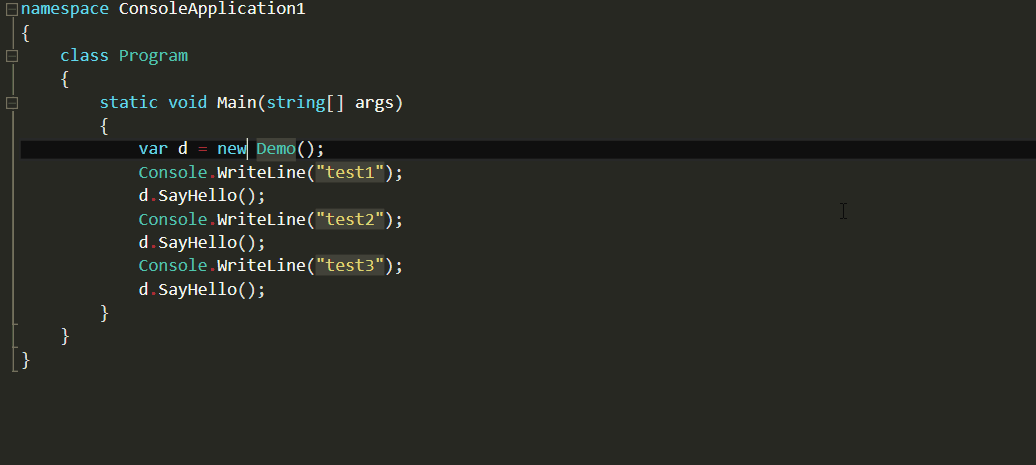 namespace ConsoleApplication1
{
    class Program
    {
        static void Main(string[] args)
        {
            var d = new Demo();
            Console.WriteLine("test1");
            d.SayHello();
            Console.WriteLine("test2");
            d.SayHello();
            Console.WriteLine("test3");
            d.SayHello();
        }
    }
}